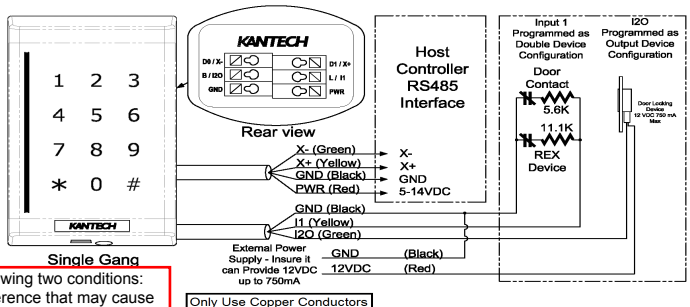 KANTECH
D0 / X-
D1 / X+
B / I2O
L / I1
GND
PWR
Rear view
1 2 3
4 5 6
7 8 9
* 0 #
KANTECH
Single Gang
Host
Controller
RS485
Interface
X- (Green)
X+ (Yellow)
GND (Black)
PWR (Red)
X-
X+
GND
5-14VDC
GND (Black)
I1 (Yellow)
I2O (Green)
External Power
Supply - Insure it
can Provide 12VDC
up to 750mA
GND (Black)
12VDC (Red)
Input 1
Programmed as
Double Device
Configuration
Door
Contact
5.6K
11.1K
REX
Device
I2O
Programmed as
Output Device
Configuration
Door Locking
Device
12 VDC 750 mA
Max
owing two conditions:
erence that may cause
Only Use Copper Conductors